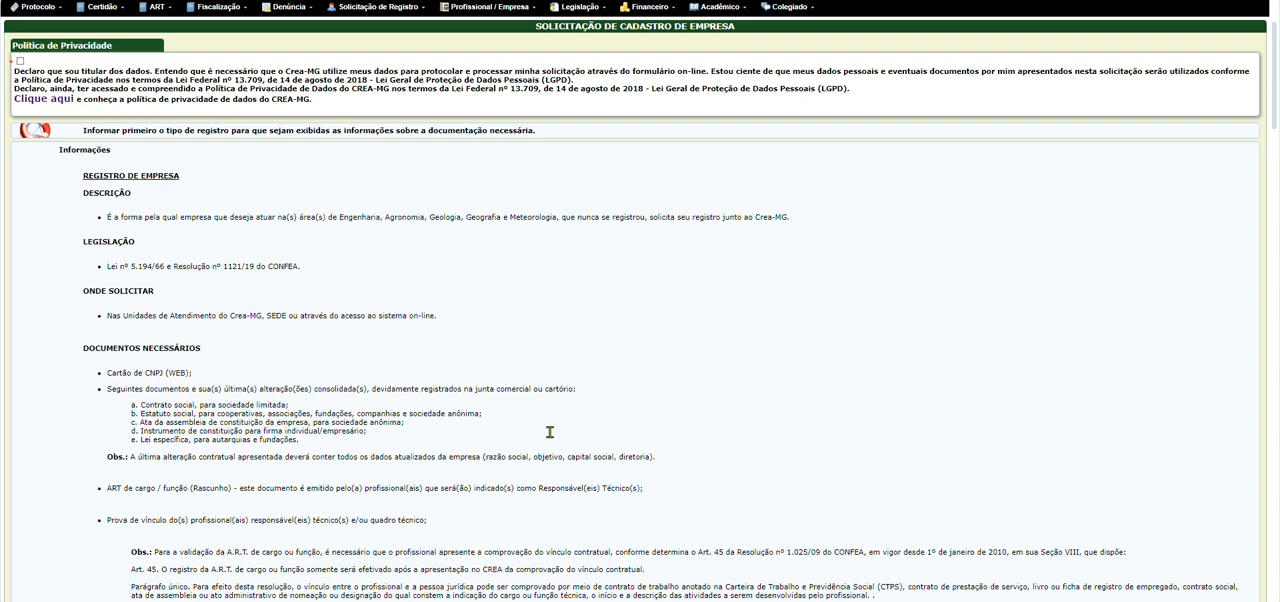 Protocolo Certidão ART Fiscalização Denúncia Solicitação de Registro Profissional / Empresa Legislação Financeiro Acadêmico Colegiado
SOLICITAÇÃO DE CADASTRO DE EMPRESA
Política de Privacidade
*
Declaro que sou titular dos dados. Entendo que é necessário que o Crea-MG utilize meus dados para protocolar e processar minha solicitação através do formulário on-line. Estou ciente de que meus dados pessoais e eventuais documentos por mim apresentados nesta solicitação serão utilizados conforme
a Política de Privacidade nos termos da Lei Federal nº 13.709, de 14 de agosto de 2018 - Lei Geral de Proteção de Dados Pessoais (LGPD).
Declaro, ainda, ter acessado e compreendido a Política de Privacidade de Dados do CREA-MG nos termos da Lei Federal nº 13.709, de 14 de agosto de 2018 - Lei Geral de Proteção de Dados Pessoais (LGPD).
Clique aqui e conheça a política de privacidade de dados do CREA-MG.
Informar primeiro o tipo de registro para que sejam exibidas as informações sobre a documentação necessária.
Informações
REGISTRO DE EMPRESA
DESCRIÇÃO
• É a forma pela qual empresa que deseja atuar na(s) área(s) de Engenharia, Agronomia, Geologia, Geografia e Meteorologia, que nunca se registrou, solicita seu registro junto ao Crea-MG.
LEGISLAÇÃO
• Lei nº 5.194/66 e Resolução nº 1121/19 do CONFEA.
ONDE SOLICITAR
• Nas Unidades de Atendimento do Crea-MG, SEDE ou através do acesso ao sistema on-line.
DOCUMENTOS NECESSÁRIOS
• Cartão de CNPJ (WEB);
• Seguintes documentos e sua(s) última(s) alteração(ões) consolidada(s), devidamente registrados na junta comercial ou cartório:
a. Contrato social, para sociedade limitada;
b. Estatuto social, para cooperativas, associações, fundações, companhias e sociedade anônima;
c. Ata da assembleia de constituição da empresa, para sociedade anônima;
d. Instrumento de constituição para firma individual/empresário;
e. Lei específica, para autarquias e fundações.
Obs.: A última alteração contratual apresentada deverá conter todos os dados atualizados da empresa (razão social, objetivo, capital social, diretoria).
• ART de cargo / função (Rascunho) - este documento é emitido pelo(a) profissional(ais) que será(ão) indicado(s) como Responsável(eis) Técnico(s);
• Prova de vínculo do(s) profissional(ais) responsável(eis) técnico(s) e/ou quadro técnico;
Obs.: Para a validação da A.R.T. de cargo ou função, é necessário que o profissional apresente a comprovação do vínculo contratual, conforme determina o Art. 45 da Resolução nº 1.025/09 do CONFEA, em vigor desde 1º de janeiro de 2010, em sua Seção VIII, que dispõe:
Art. 45. O registro da A.R.T. de cargo ou função somente será efetivado após a apresentação no CREA da comprovação do vínculo contratual.
Parágrafo único. Para efeito desta resolução, o vínculo entre o profissional e a pessoa jurídica pode ser comprovado por meio de contrato de trabalho anotado na Carteira de Trabalho e Previdência Social (CTPS), contrato de prestação de serviço, livro ou ficha de registro de empregado, contrato social,
ata de assembleia ou ato administrativo de nomeação ou designação do qual constem a indicação do cargo ou função técnica, o início e a descrição das atividades a serem desenvolvidas pelo profissional. .